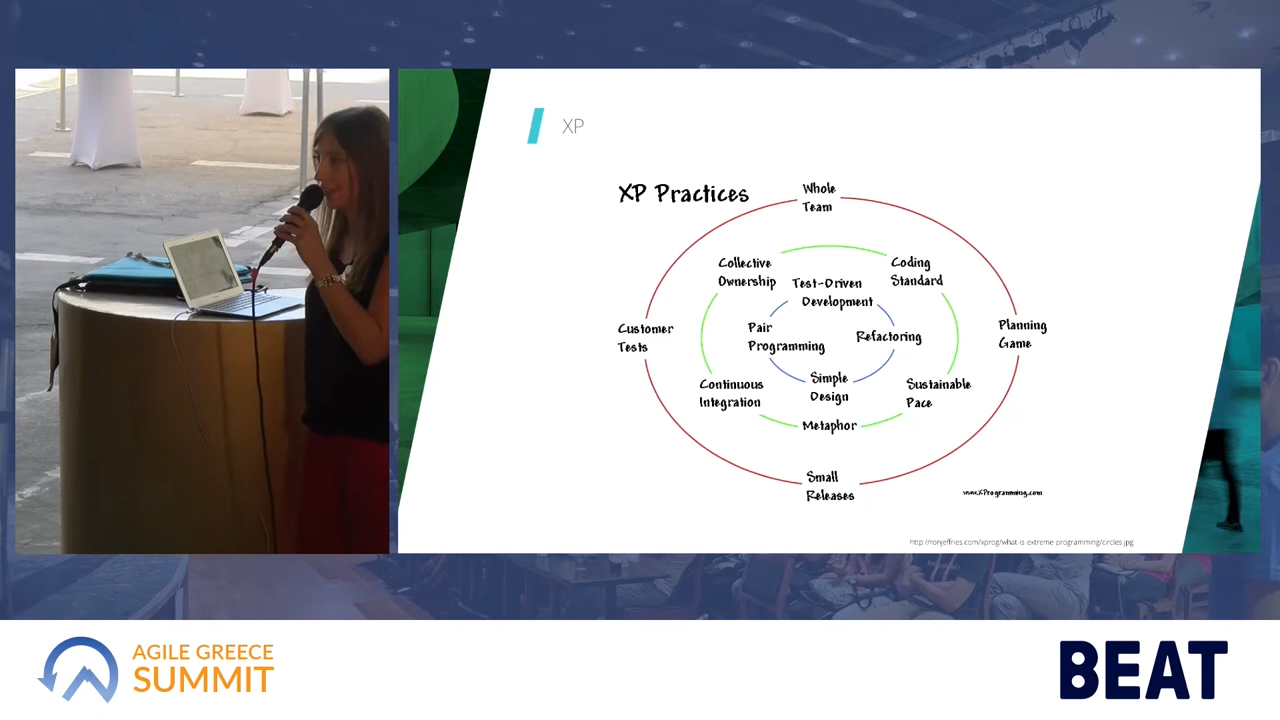 XP
XP Practices
Whole
Team
Collective
Ownership
Coding
Standard
Test-Driven
Development
Customer
Tests
Pair
Programming
Refactoring
Planning
Game
Continuous
Integration
Simple
Design
Sustainable
Pace
Metaphor
Small
Releases
www.XProgramming.com
http://ronjeffries.com/xprog/what is extreme programming/circles.jpg
AGILE GREECE
SUMMIT
BEAT